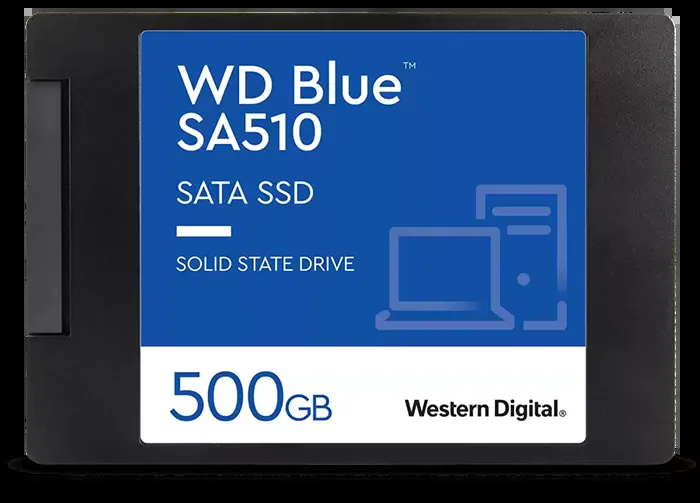 WD Blue™
SA510
SATA SSD
SOLID STATE DRIVE
500GB
Western Digital®